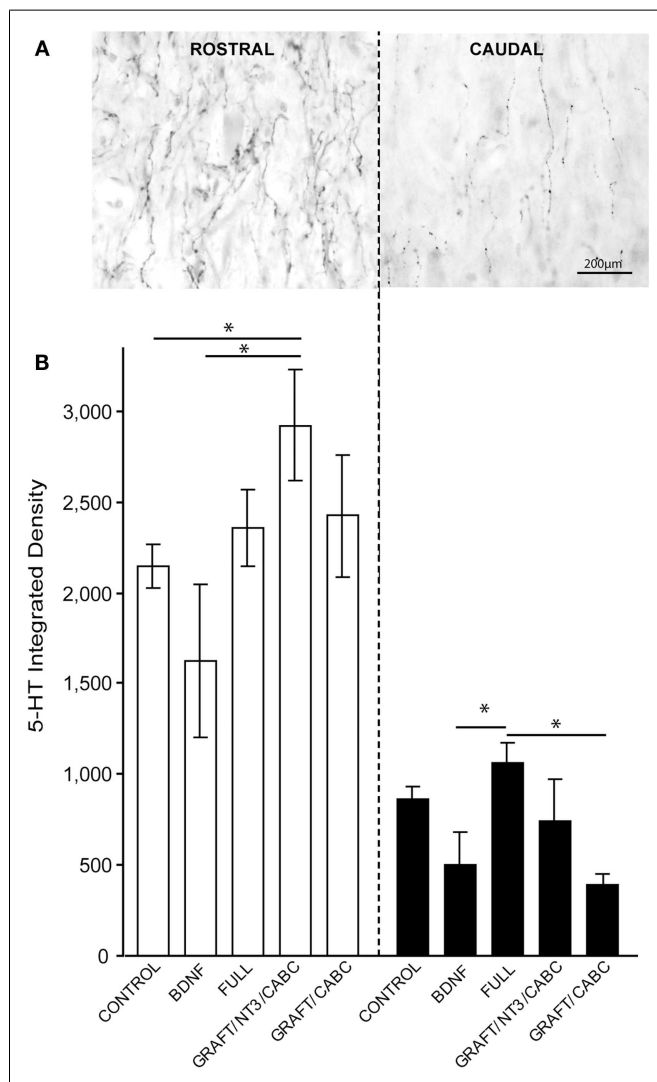 A
ROSTRAL
CAUDAL
200µm
B
*
*
*
*
5-HT Integrated Density
3,000
2,500
2,000
1,500
1,000
500
0
CONTROL
BDNF
FULL
GRAFT/NT3/CABC
GRAFT/CABC
CONTROL
BDNF
FULL
GRAFT/NT3/CABC
GRAFT/CABC